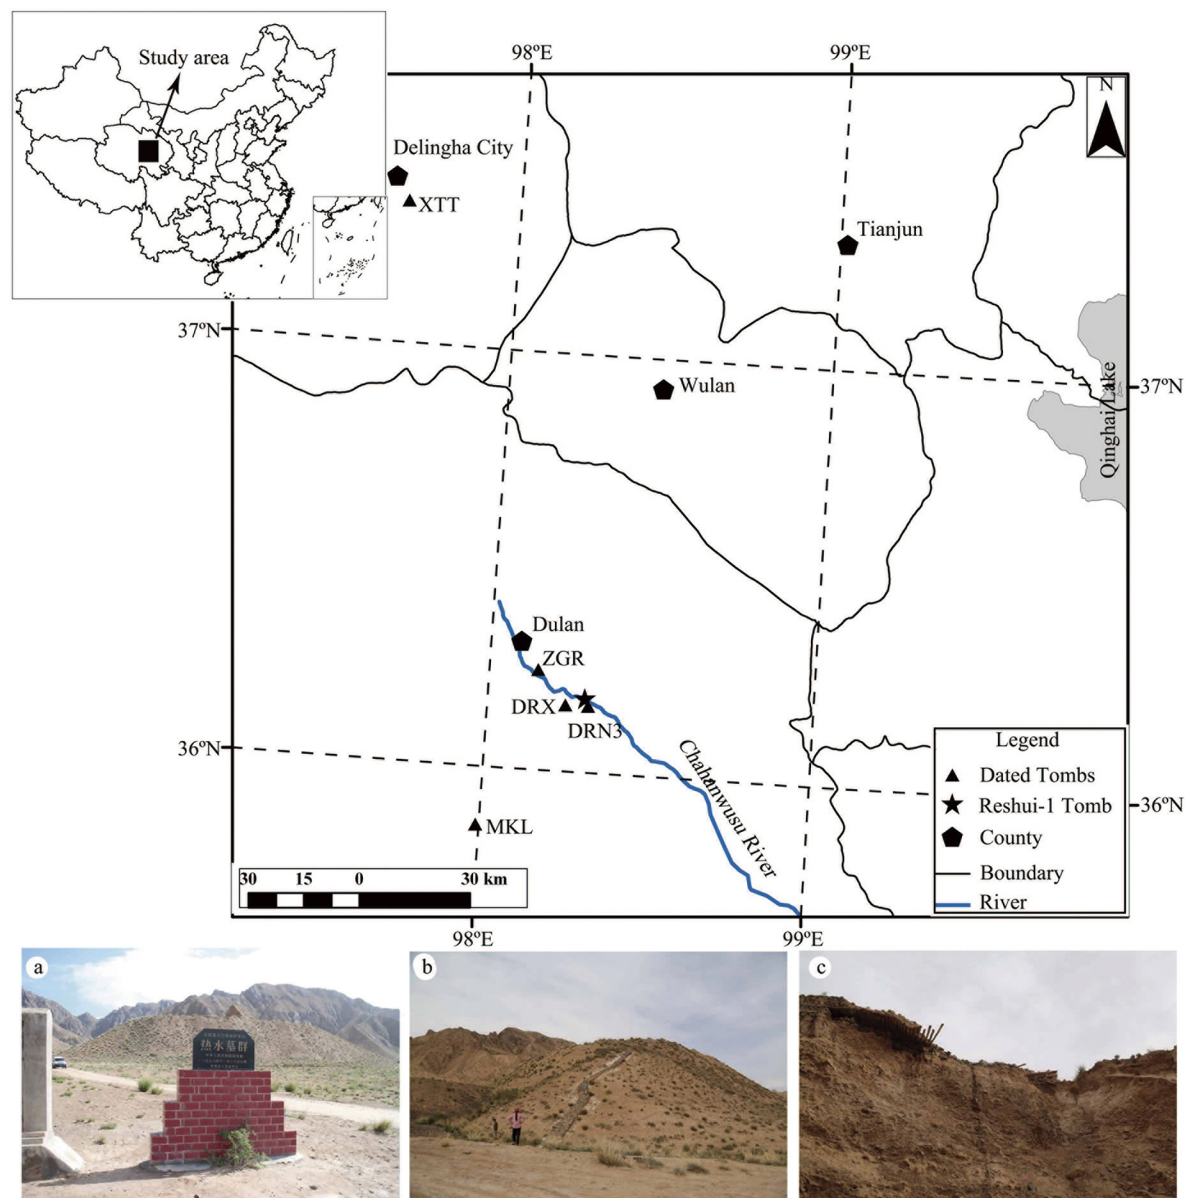 Study area
98ºE
99ºE
N
Delingha City
XTT
Tianjun
37ºN
Wulan
37ºN
Qinghai Lake
Dulan
ZGR
DRX
DRN3
36ºN
Chahanwusu River
MKL
36ºN
Legend
Dated Tombs
Reshui-1 Tomb
County
Boundary
River
30 15 0 30 km
98ºE
99ºE
a
热水墓群
b
c